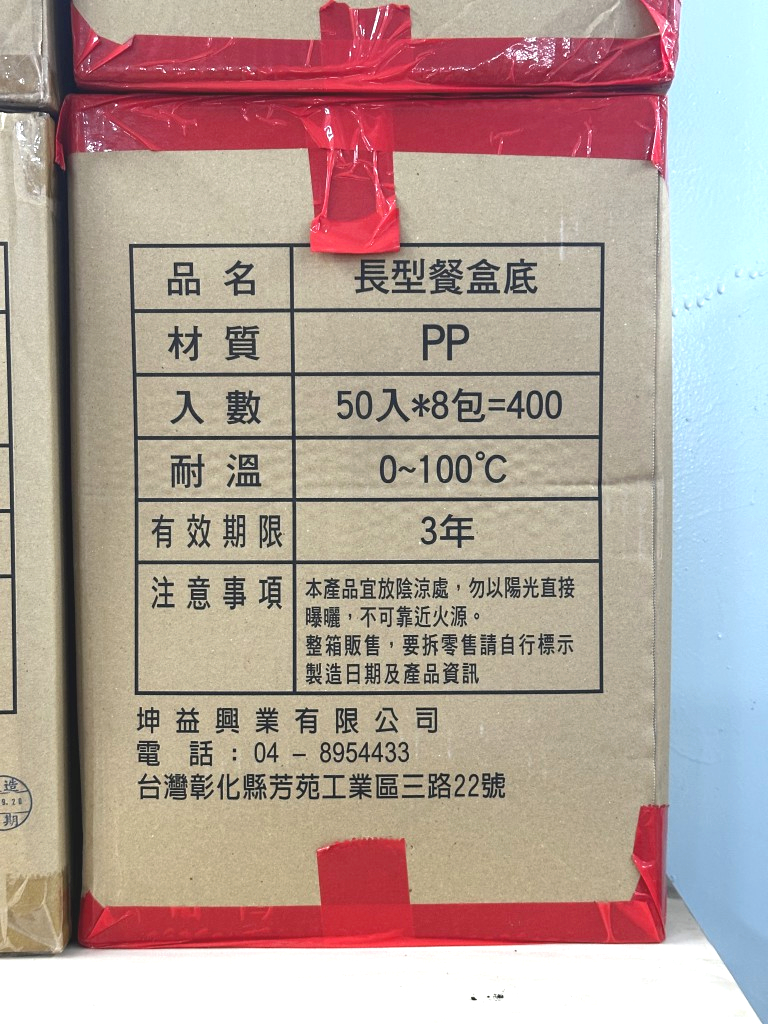 品名 長型餐盒底
材質 PP
入數 50入*8包=400
耐溫 0~100℃
有效期限 3年
注意事項 本產品宜放陰涼處，勿以陽光直接
曝曬，不可靠近火源。
整箱販售，要拆零售請自行標示
製造日期及產品資訊
坤益興業有限公司
電 話：04 – 8954433
台灣彰化縣芳苑工業區三路22號
造
期